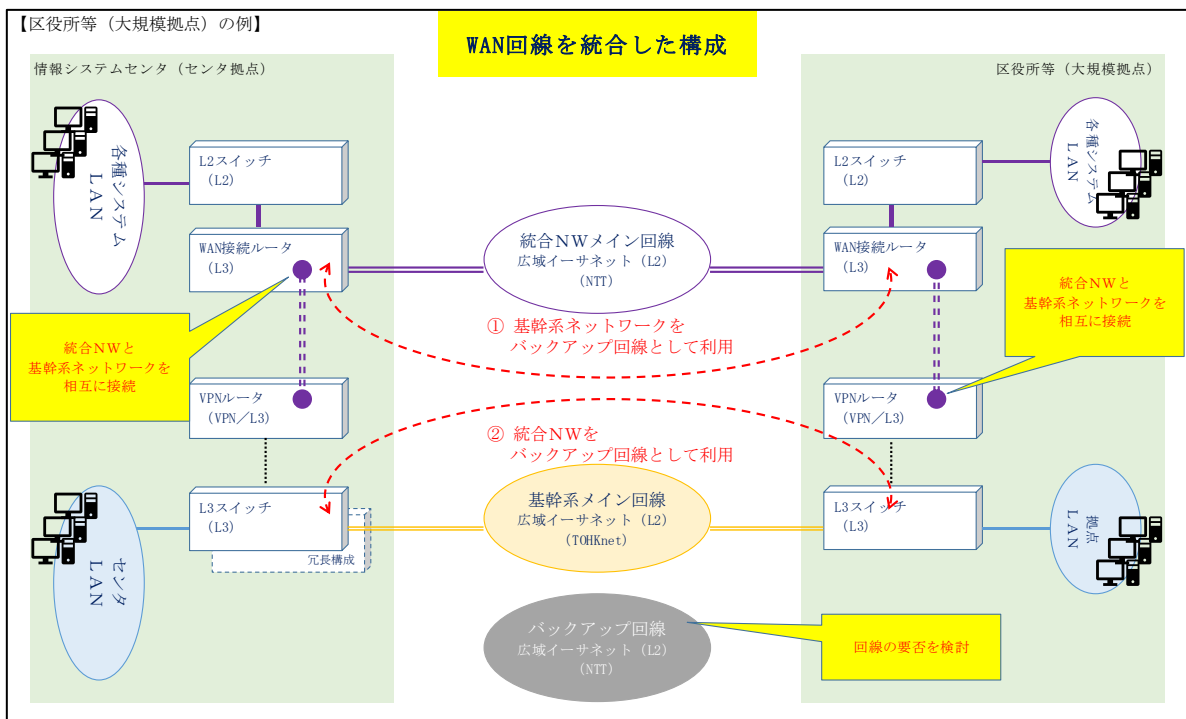 【区役所等（大規模拠点）の例】
WAN回線を統合した構成
情報システムセンタ（センタ拠点）
区役所等（大規模拠点）
各種システム
LAN
L2スイッチ
（L2）
WAN接続ルータ
（L3）
統合NWメイン回線
広域イーサネット（L2）
（NTT）
L2スイッチ
（L2）
WAN接続ルータ
（L3）
各種システム
LAN
統合NWと
基幹系ネットワークを
相互に接続
① 基幹系ネットワークを
バックアップ回線として利用
統合NWと
基幹系ネットワークを
相互に接続
VPNルータ
（VPN／L3）
② 統合NWを
バックアップ回線として利用
VPNルータ
（VPN／L3）
センタ
LAN
L3スイッチ
（L3）
冗長構成
基幹系メイン回線
広域イーサネット（L2）
（TOHKnet）
L3スイッチ
（L3）
拠点
LAN
バックアップ回線
広域イーサネット（L2）
（NTT）
回線の要否を検討